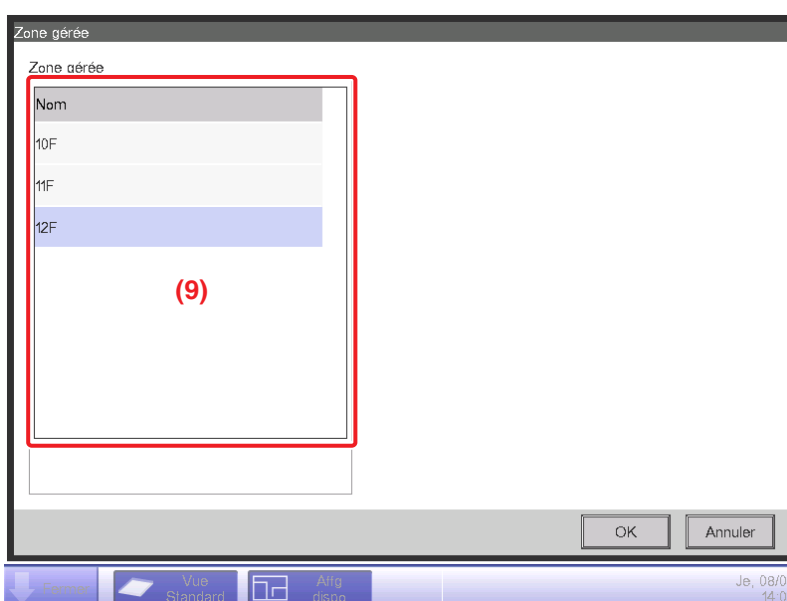 Zone gérée
Zone gérée
Nom
10F
11F
12F
(9)
OK
Annuler
Vue
Standard
Affg
dispo
Je, 08/0
14:0